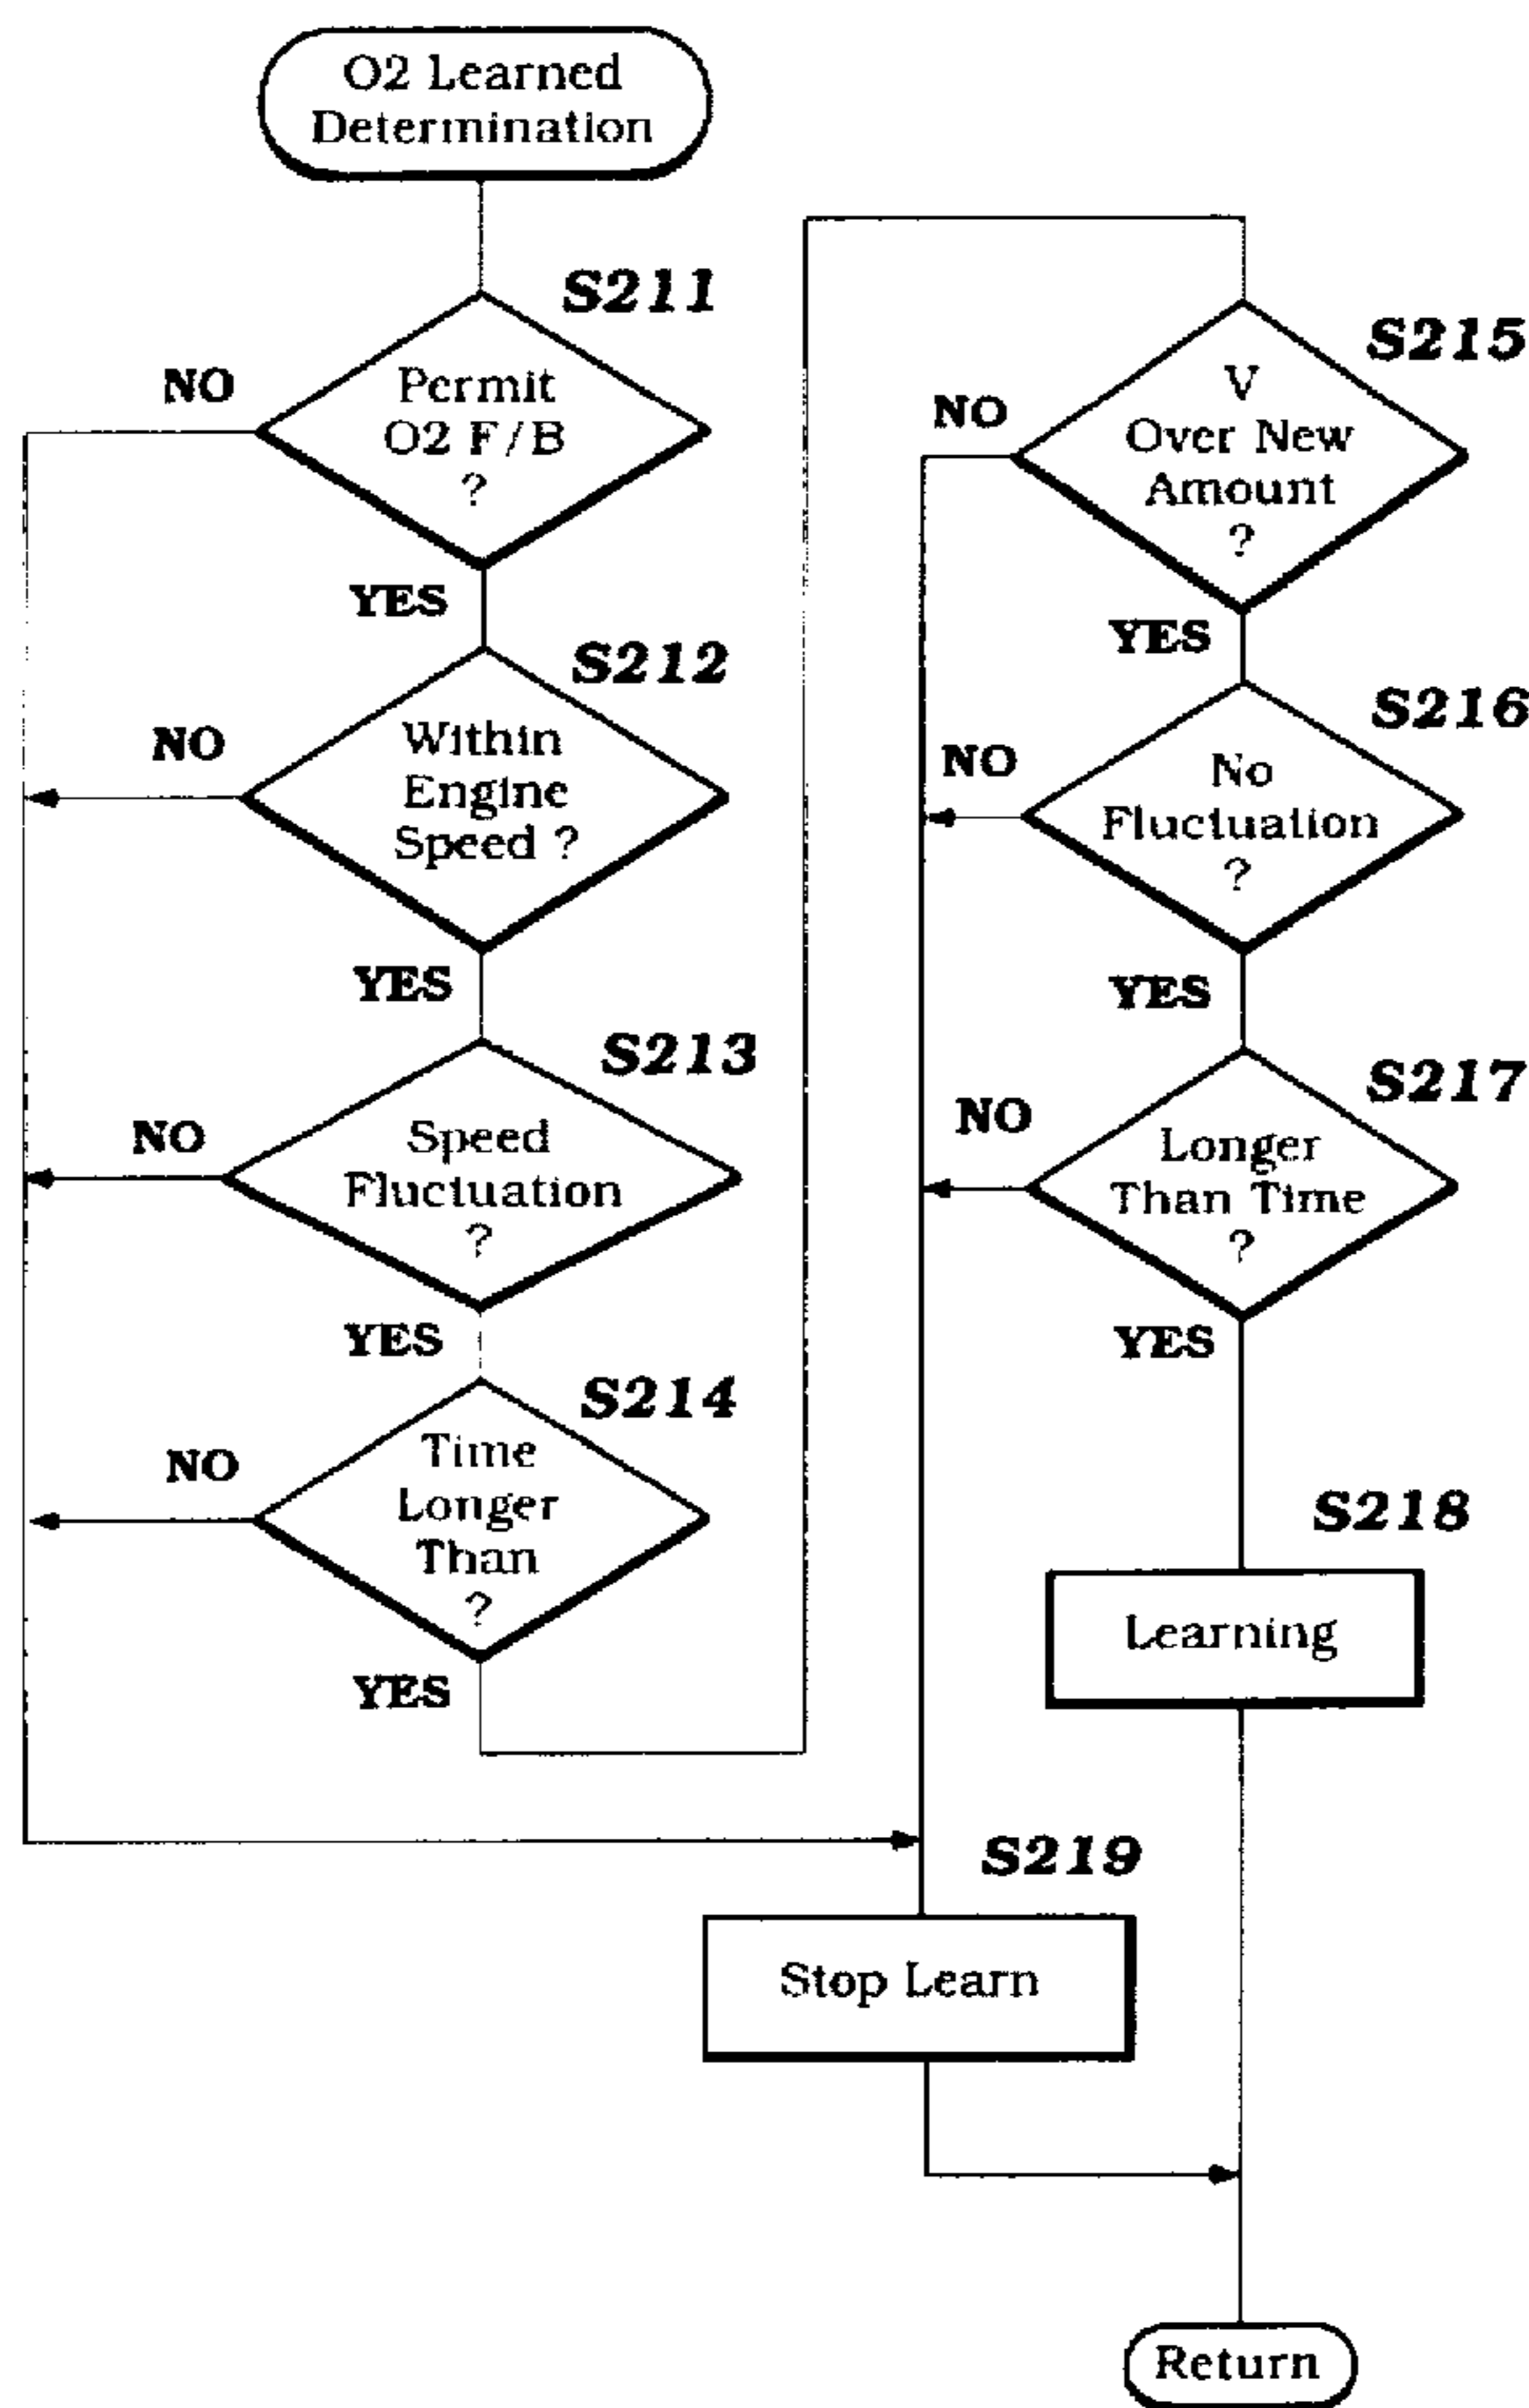 O2 Learned
Determination
S211
NO
Permit
O2 F/B
?
YES
S212
NO
Within
Engine
Speed ?
YES
S213
NO
Speed
Fluctuation
?
YES
S214
NO
Time
Longer
Than
?
YES
S215
NO
V
Over New
Amount
?
YES
S216
NO
No
Fluctuation
?
YES
S217
NO
Longer
Than Time
?
YES
S218
Learning
S219
Stop Learn
Return